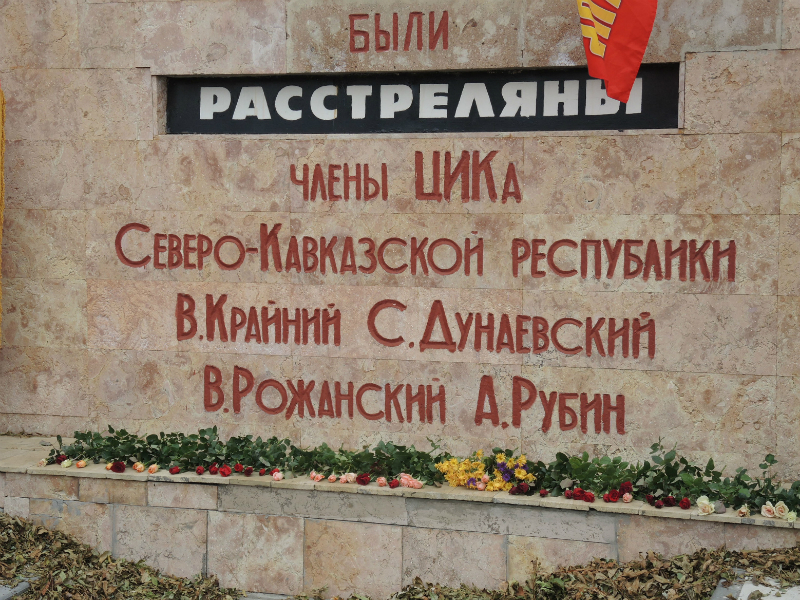 БЫЛИ
РАССТРЕЛЯНЫ
ЧЛЕНЫ ЦИКА
СЕВЕРО-КАВКАЗСКОЙ РЕСПУБЛИКИ
В.КРАЙНИЙ С.ДУНАЕВСКИЙ
В.РОЖАНСКИЙ А.РУБИН